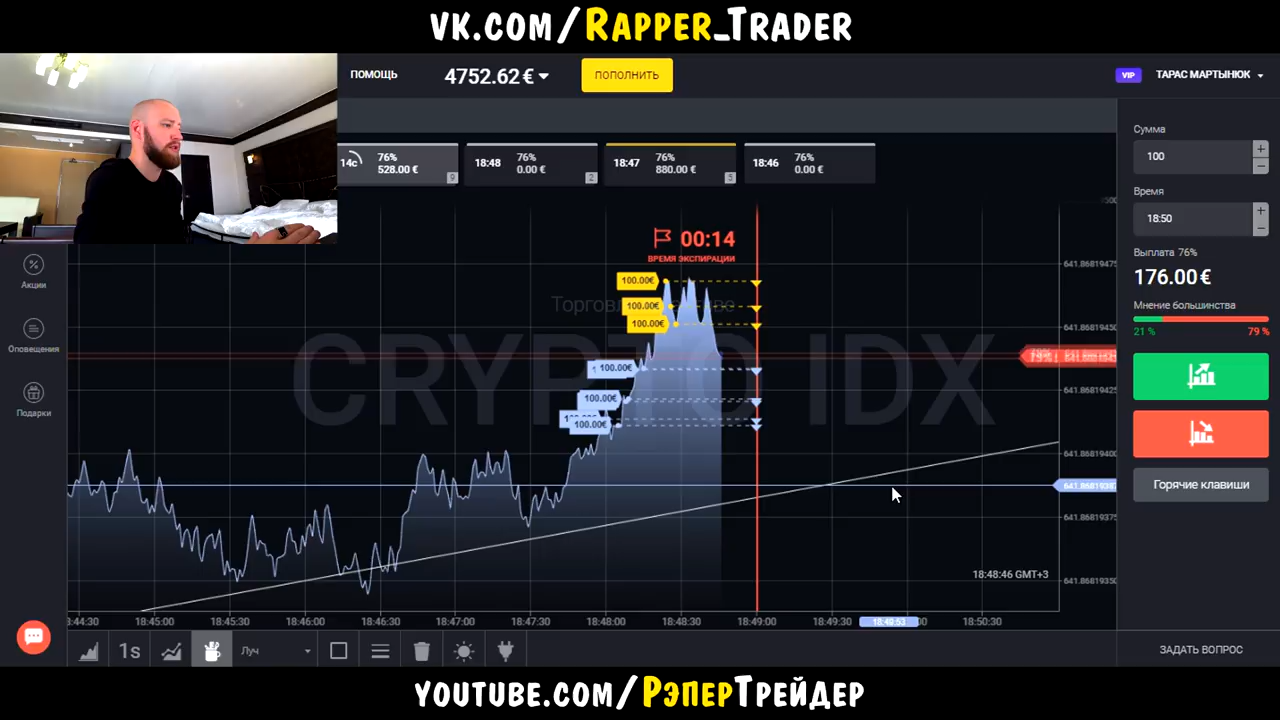 vk.com/Rapper_Trader
ПОМОЩЬ
4752.62 €
ПОПОЛНИТЬ
VIP
ТАРАС МАРТЫНЮК
14с 76% 528.00 € 9
18:48 76% 0.00 € 2
18:47 76% 880.00 € 5
18:46 76% 0.00 €
Сумма
100
Время
18:50
Выплата 76%
176.00 €
Мнение большинства
21 % 79 %
Горячие клавиши
ЗАДАТЬ ВОПРОС
Акции
Оповещения
Подарки
00:14
ВРЕМЯ ЭКСПИРАЦИИ
100.00€
100.00€
100.00€
100.00€
100.00€
100.00€
CRYPTO IDX
641.86819475
641.86819450
641.86819425
641.86819400
641.86819375
641.86819350
18:48:46 GMT+3
18:45:00 18:45:30 18:46:00 18:46:30 18:47:00 18:47:30 18:48:00 18:48:30 18:49:00 18:49:30 18:49:53 18:50:30
1s
Луч
youtube.com/РэперТрейдер